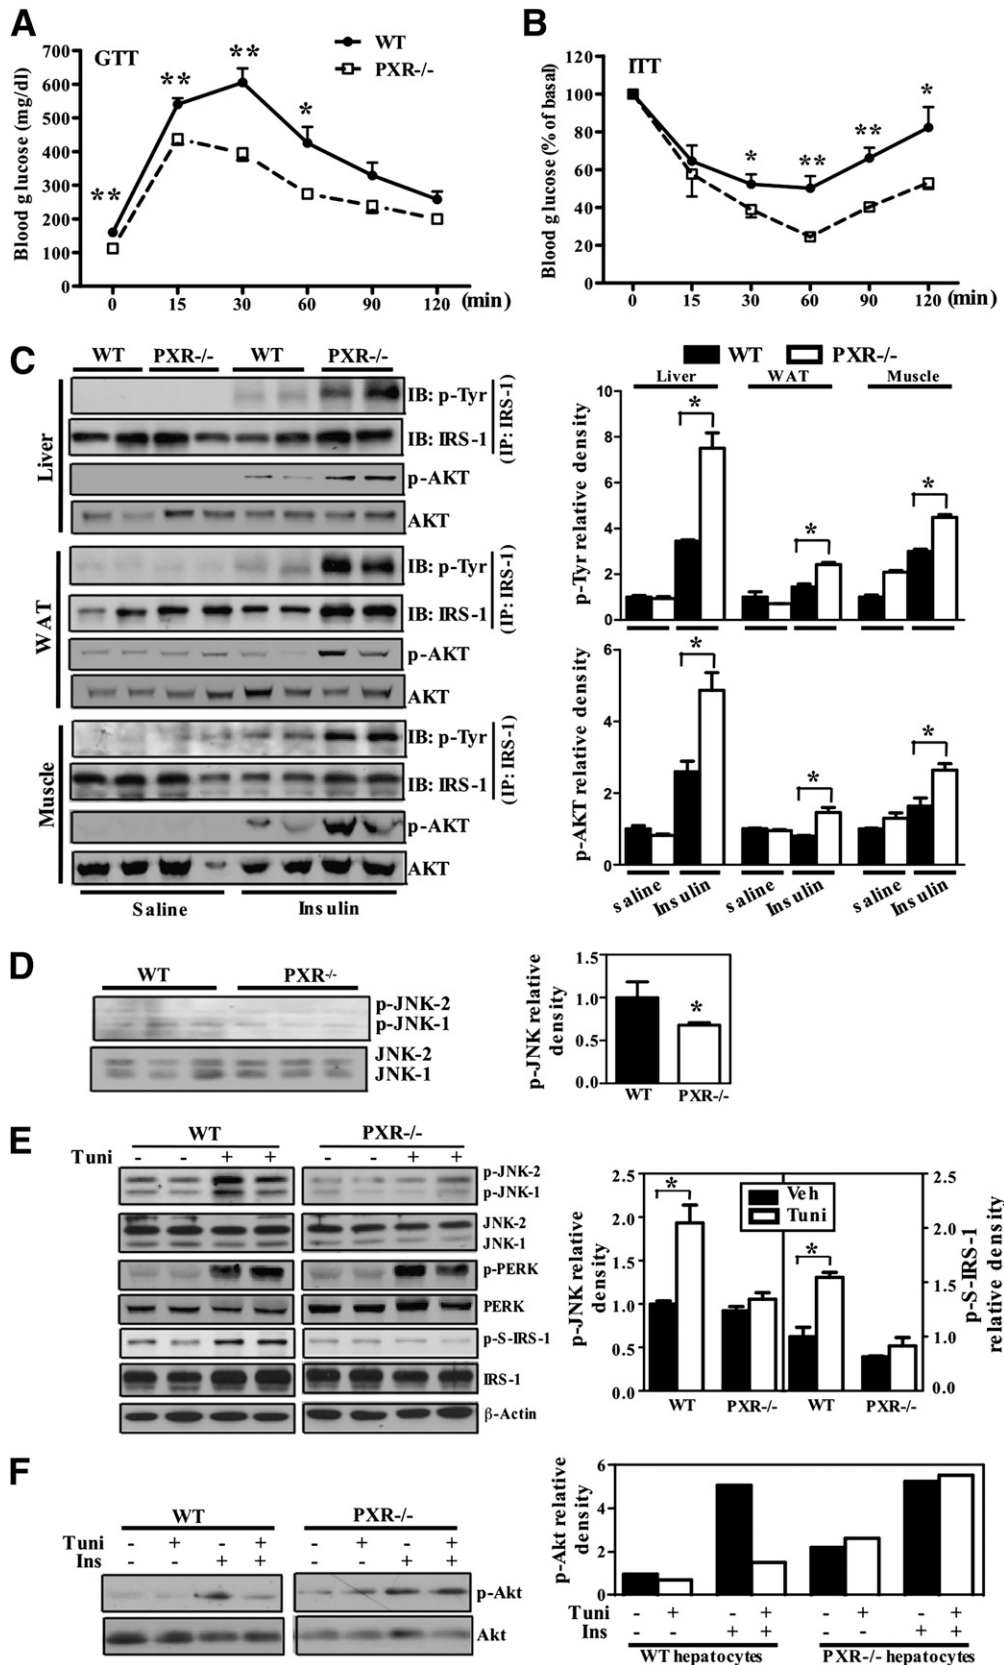 A
GTT
WT
PXR-/-
Blood glucose (mg/dl)
700
600
500
400
300
200
100
0
** ** ** *
0 15 30 60 90 120 (min)
B
ITT
Blood glucose (% of basal)
120
100
80
60
40
20
0
* ** ** *
0 15 30 60 90 120 (min)
C
WT PXR-/- WT PXR-/-
Liver
IB: p-Tyr
IB: IRS-1
(IP: IRS-1)
p-AKT
AKT
WAT
IB: p-Tyr
IB: IRS-1
(IP: IRS-1)
p-AKT
AKT
Muscle
IB: p-Tyr
IB: IRS-1
(IP: IRS-1)
p-AKT
AKT
Saline Insulin
WT PXR-/-
Liver WAT Muscle
p-Tyr relative density
10
8
6
4
2
0
* * *
p-AKT relative density
6
4
2
0
* * *
saline Insulin saline Insulin saline Insulin
D
WT PXR-/-
p-JNK-2
p-JNK-1
JNK-2
JNK-1
p-JNK relative
density
1.5
1.0
0.5
0.0
*
WT PXR-/-
E
WT PXR-/-
Tuni - - + + - - + +
p-JNK-2
p-JNK-1
JNK-2
JNK-1
p-PERK
PERK
p-S-IRS-1
IRS-1
β-Actin
p-JNK relative
density
2.5
2.0
1.5
1.0
0.5
0.0
* *
Veh
Tuni
2.5
2.0
1.5
1.0
0.0
p-S-IRS-1
relative density
WT PXR-/- WT PXR-/-
F
WT PXR-/-
Tuni - + - + - + - +
Ins - - + + - - + +
p-Akt
Akt
p-Akt relative
density
6
4
2
0
Tuni - + - + - + - +
Ins - - + + - - + +
WT hepatocytes PXR-/- hepatocytes